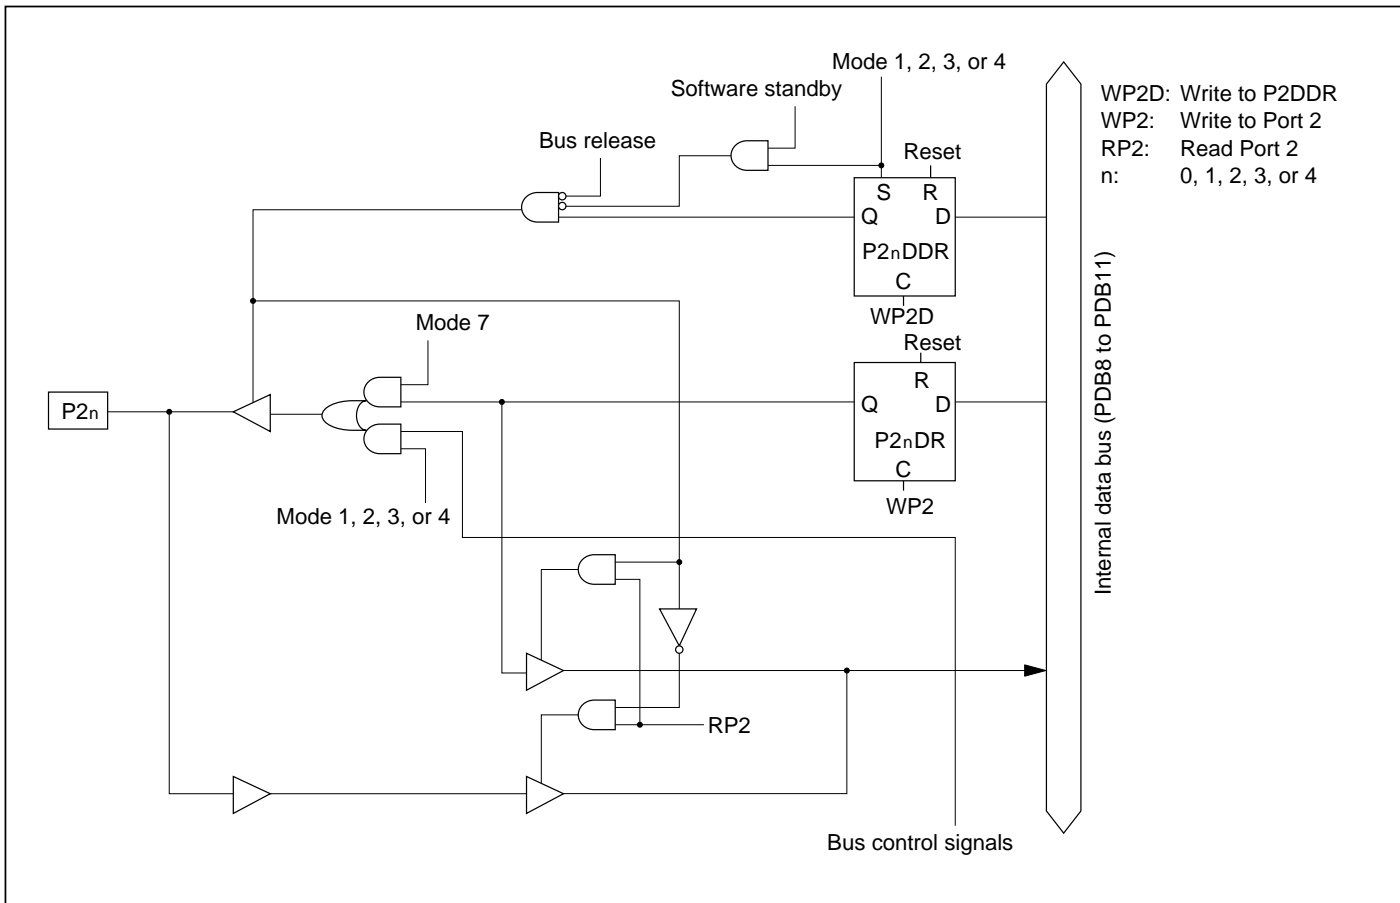 Mode 1, 2, 3, or 4
Software standby
Bus release
Reset
S R
Q D
P2nDDR
C
WP2D
WP2D: Write to P2DDR
WP2: Write to Port 2
RP2: Read Port 2
n: 0, 1, 2, 3, or 4
Mode 7
Reset
R
Q D
P2nDR
C
WP2
P2n
Mode 1, 2, 3, or 4
RP2
Bus control signals
Internal data bus (PDB8 to PDB11)